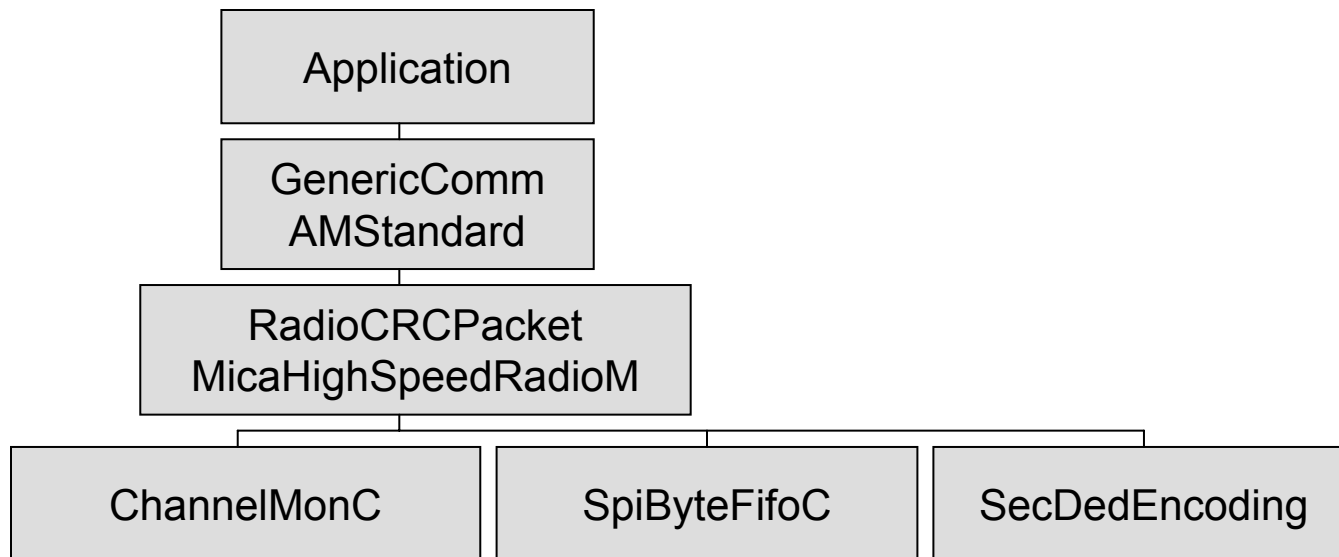 Application
GenericComm
AMStandard
RadioCRCPacket
MicaHighSpeedRadioM
ChannelMonC
SpiByteFifoC
SecDedEncoding